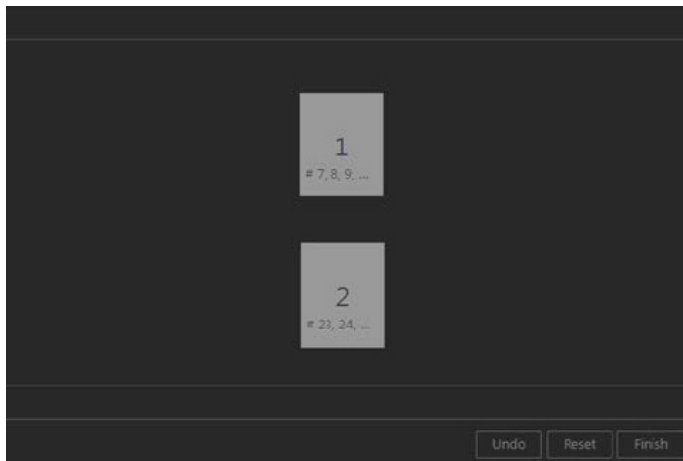 1
# 7, 8, 9, ...
2
# 23, 24, ...
Undo Reset Finish